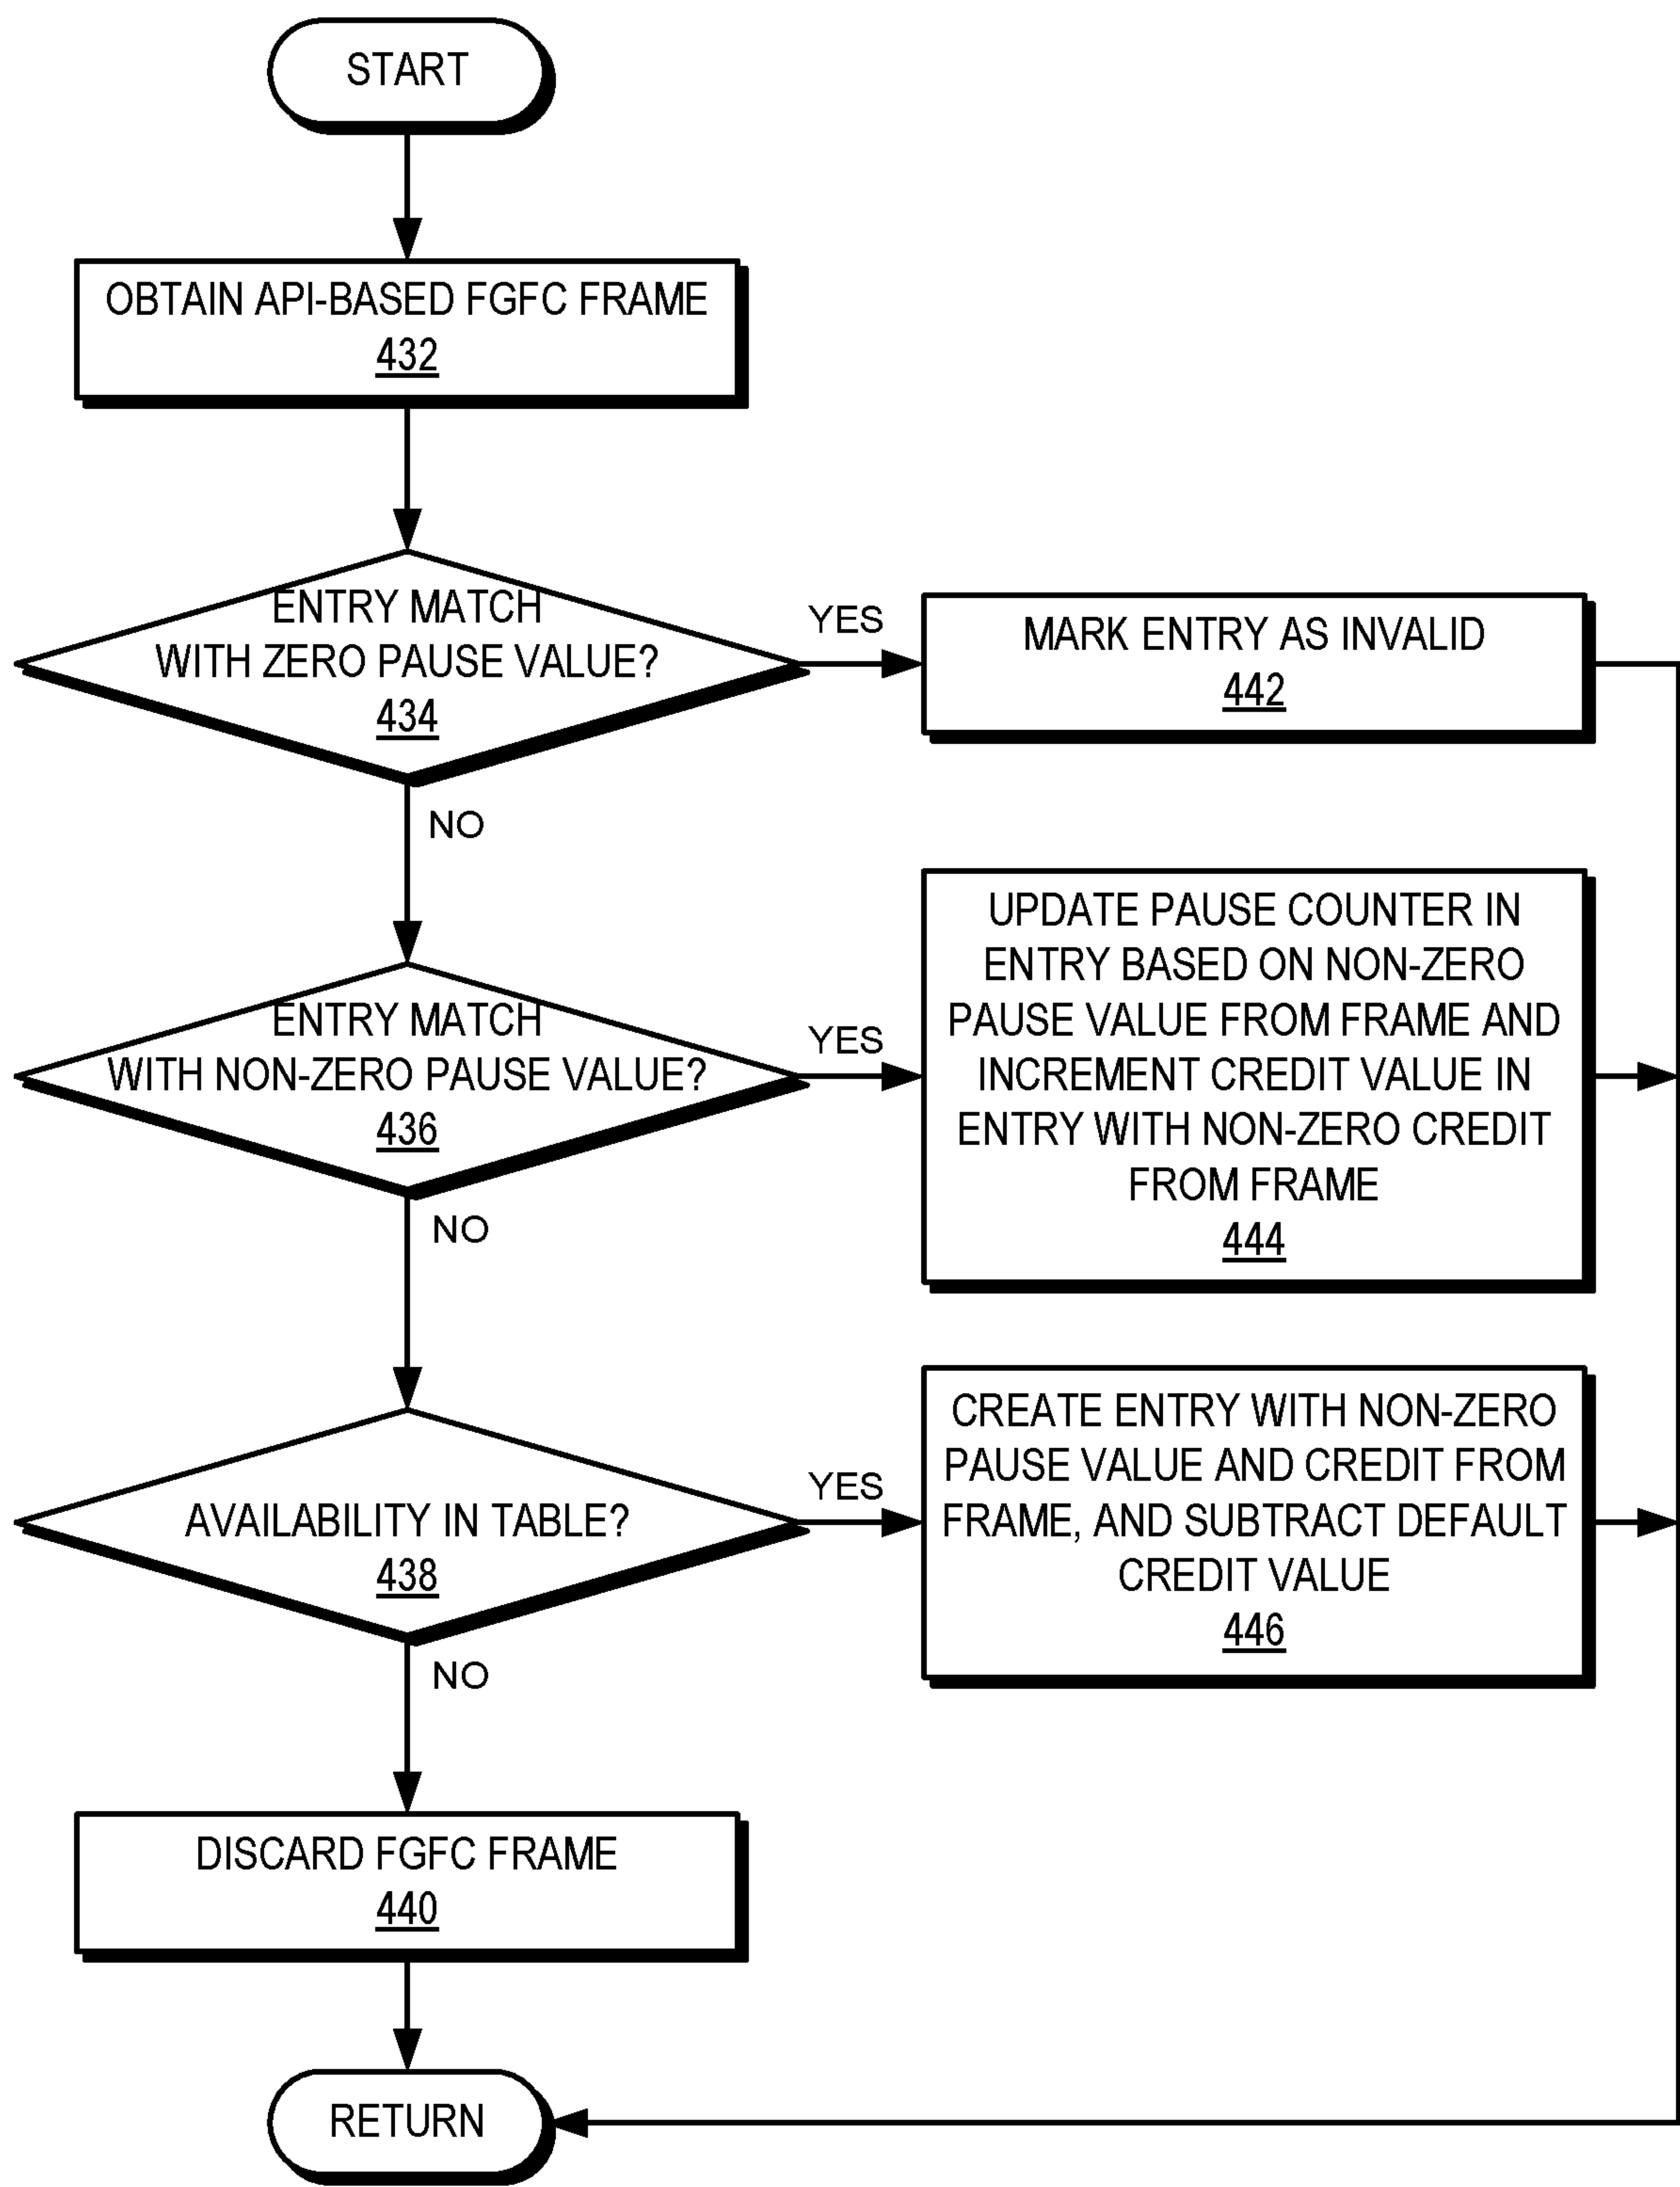 START
OBTAIN API-BASED FGFC FRAME
432
ENTRY MATCH
WITH ZERO PAUSE VALUE?
434
YES
MARK ENTRY AS INVALID
442
NO
ENTRY MATCH
WITH NON-ZERO PAUSE VALUE?
436
YES
UPDATE PAUSE COUNTER IN
ENTRY BASED ON NON-ZERO
PAUSE VALUE FROM FRAME AND
INCREMENT CREDIT VALUE IN
ENTRY WITH NON-ZERO CREDIT
FROM FRAME
444
NO
AVAILABILITY IN TABLE?
438
YES
CREATE ENTRY WITH NON-ZERO
PAUSE VALUE AND CREDIT FROM
FRAME, AND SUBTRACT DEFAULT
CREDIT VALUE
446
NO
DISCARD FGFC FRAME
440
RETURN